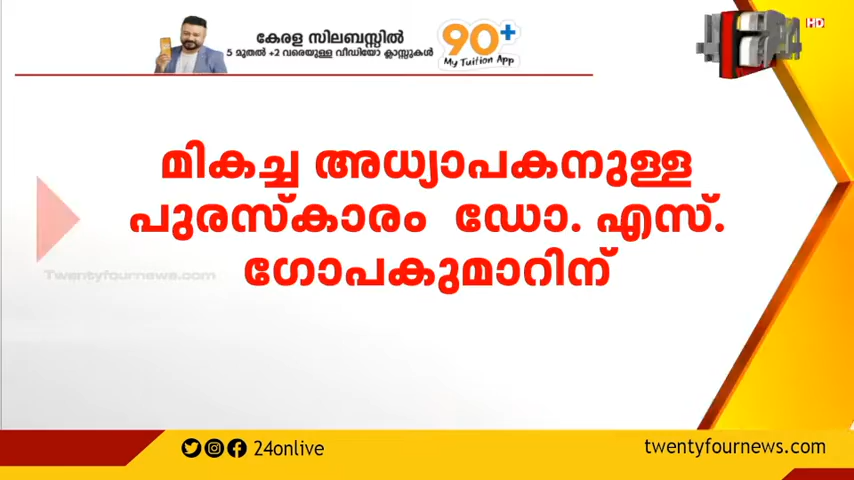 കേരള സിലബസ്സിൽ
5 മുതൽ +2 വരെയുള്ള വീഡിയോ ക്ലാസ്സുകൾ
90+
My Tuition App
24
HD
മികച്ച അധ്യാപകനുള്ള
പുരസ്കാരം ഡോ. എസ്.
ഗോപകുമാറിന്
Twentyfournews.com
24onlive
twentyfournews.com